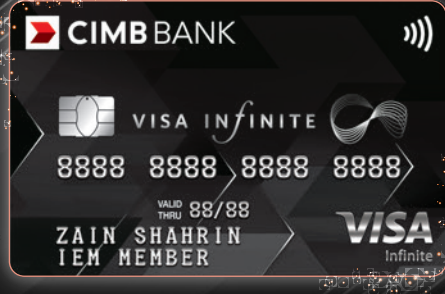 CIMB BANK
VISA INfINITE
8888 8888 8888 8888
VALID THRU 88/88
ZAIN SHAHRIN
IEM MEMBER
VISA
Infinite